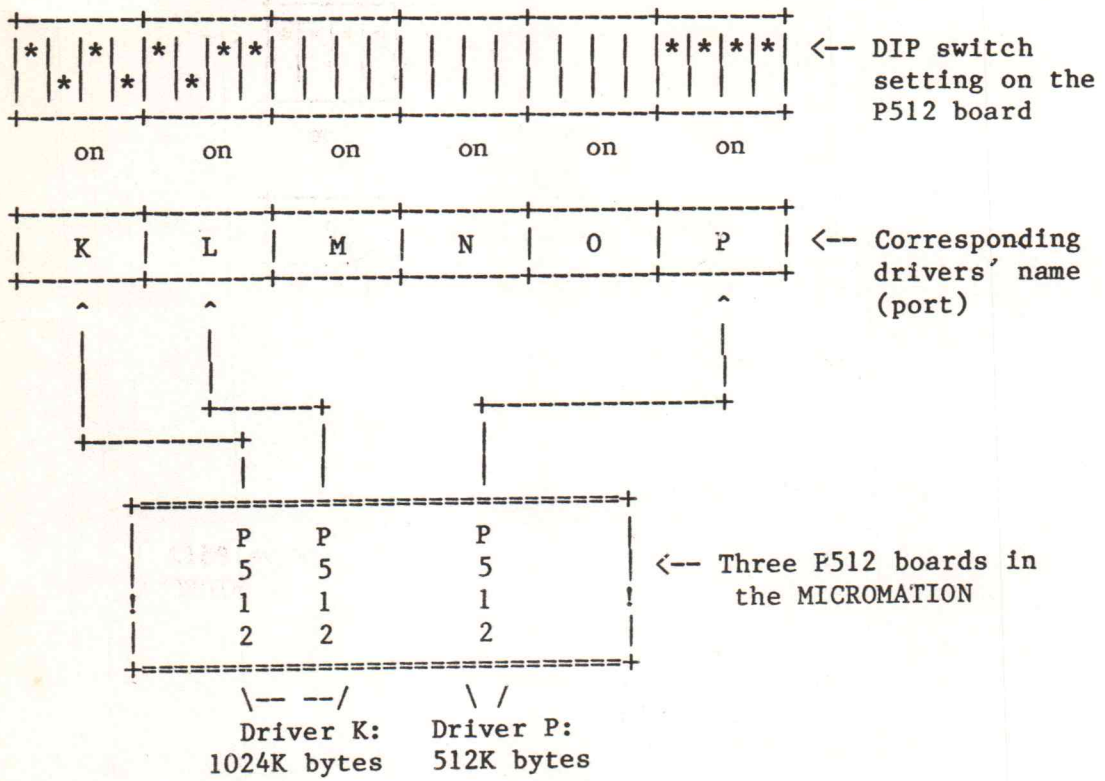 +-------+-------+-------+-------+-------+-------+
|*| |*| |*| |*|*| | | | | | | | | | | | |*|*|*|*| <-- DIP switch
| |*| |*| |*| | | | | | | | | | | | | | | | | | | setting on the
+-------+-------+-------+-------+-------+-------+ P512 board
on on on on on on
+-------+-------+-------+-------+-------+-------+
| K | L | M | N | O | P | <-- Corresponding
+-------+-------+-------+-------+-------+-------+ drivers' name
^ ^ ^ (port)
+------+ +--------------+
+---------+
+==============================+
P P P
5 5 5 <-- Three P512 boards in
! 1 1 1 ! the MICROMATION
2 2 2
+==============================+
\-- --/ \ /
Driver K: Driver P:
1024K bytes 512K bytes